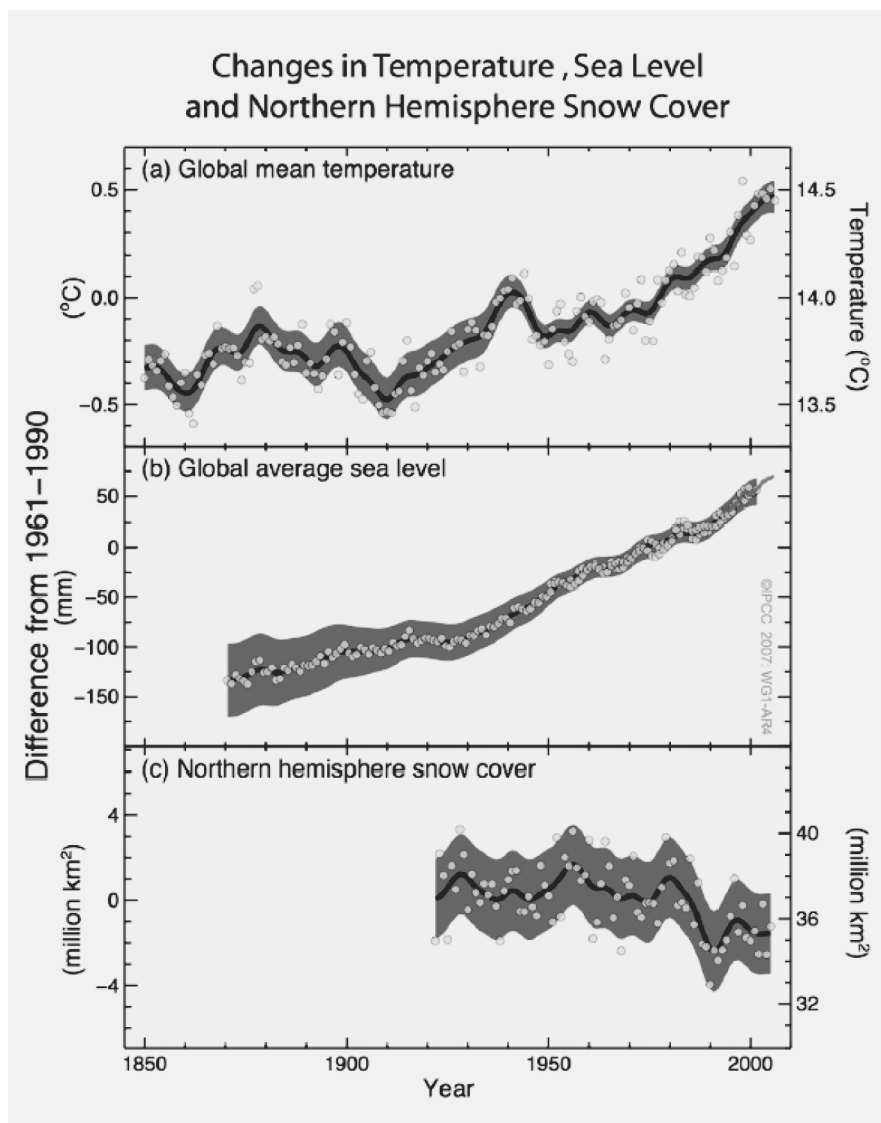 Changes in Temperature , Sea Level
and Northern Hemisphere Snow Cover
(a) Global mean temperature
0.5
0.0
−0.5
(°C)
14.5
14.0
13.5
Temperature (°C)
Difference from 1961−1990
(b) Global average sea level
50
0
−50
−100
−150
(mm)
©IPCC 2007: WG1-AR4
(c) Northern hemisphere snow cover
4
0
−4
(million km²)
40
36
32
(million km²)
1850
1900
1950
2000
Year